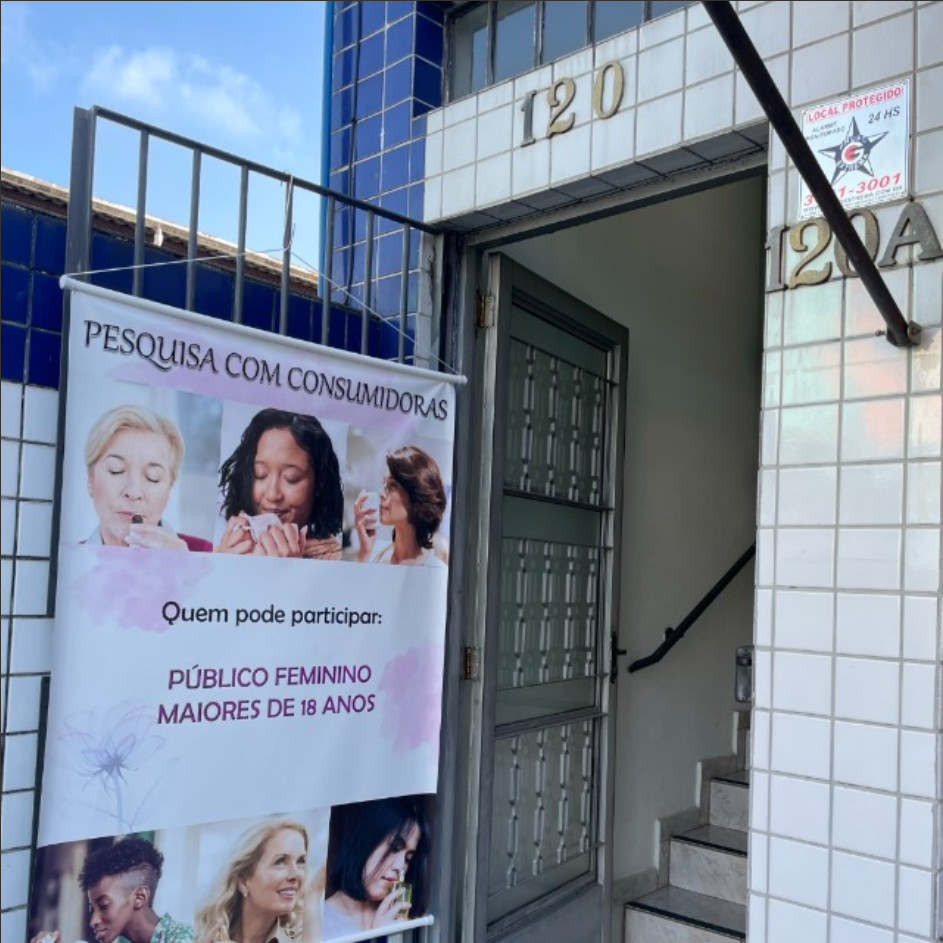 120
LOCAL PROTEGIDO
24 HS
120A
PESQUISA COM CONSUMIDORAS
Quem pode participar:
PÚBLICO FEMININO
MAIORES DE 18 ANOS